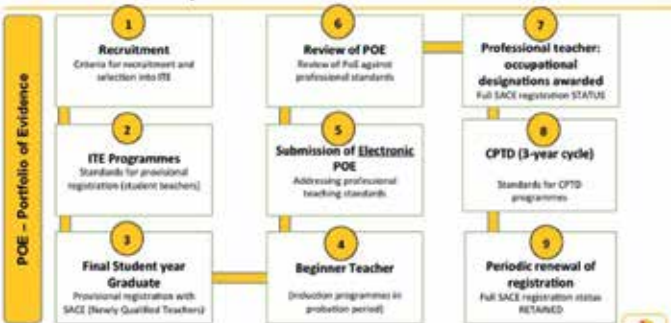 POE – Portfolio of Evidence
1
Recruitment
Criteria for recruitment and
selection into ITE
2
ITE Programmes
Standards for provisional
registration (student teachers)
3
Final Student year
Graduate
Provisional registration with
SACE (Newly Qualified Teachers)
4
Beginner Teacher
(Induction programmes in
probation period)
5
Submission of Electronic
POE
Addressing professional
teaching standards
6
Review of POE
Review of PoE against
professional standards
7
Professional teacher:
occupational
designations awarded
Full SACE registration STATUS
8
CPTD (3-year cycle)
Standards for CPTD
programmes
9
Periodic renewal of
registration
Full SACE registration status
RETAINED